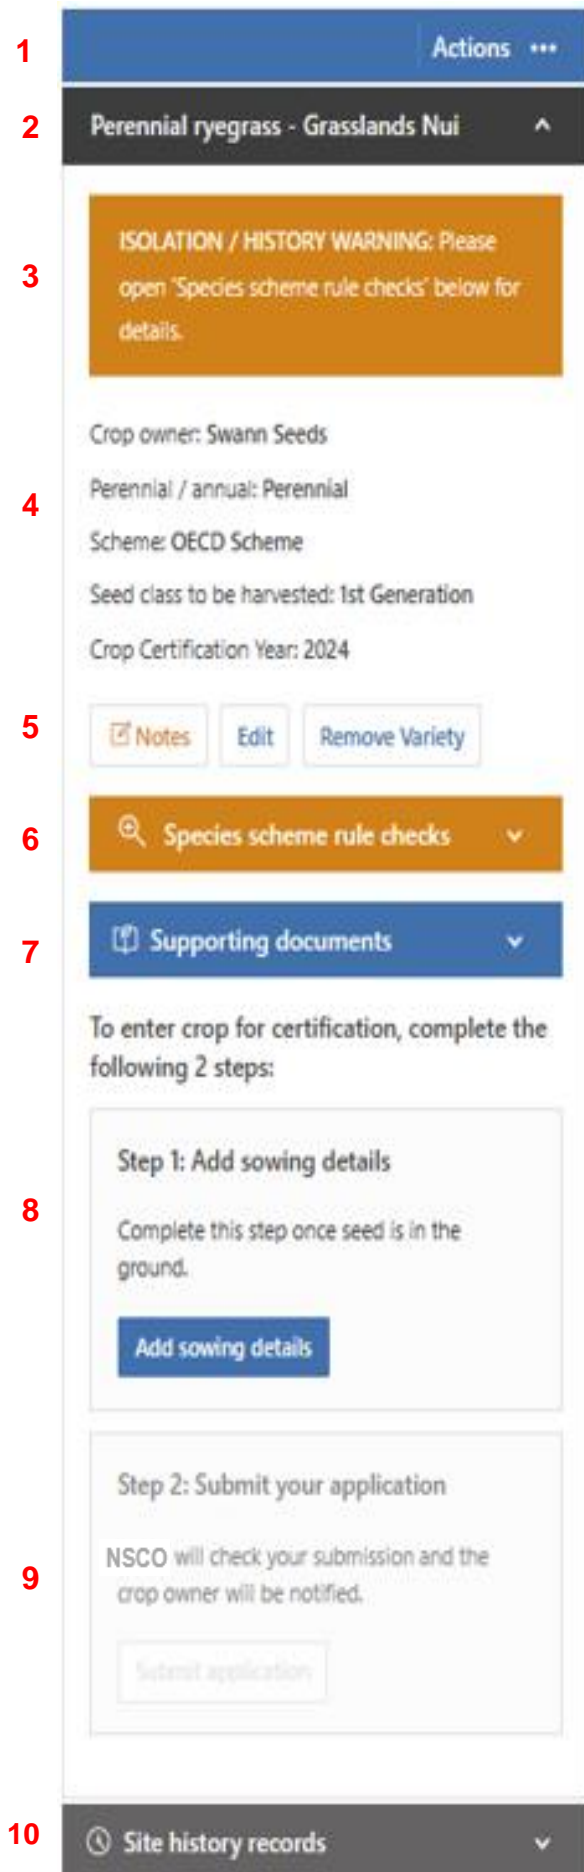 1 Actions •••
2 Perennial ryegrass - Grasslands Nui
3 ISOLATION / HISTORY WARNING: Please
open 'Species scheme rule checks' below for
details.
Crop owner: Swann Seeds
4 Perennial / annual: Perennial
Scheme: OECD Scheme
Seed class to be harvested: 1st Generation
Crop Certification Year: 2024
5 Notes Edit Remove Variety
6 Species scheme rule checks
7 Supporting documents
To enter crop for certification, complete the
following 2 steps:
Step 1: Add sowing details
8 Complete this step once seed is in the
ground.
Add sowing details
Step 2: Submit your application
9 NSCO will check your submission and the
crop owner will be notified.
Submit application
10 Site history records